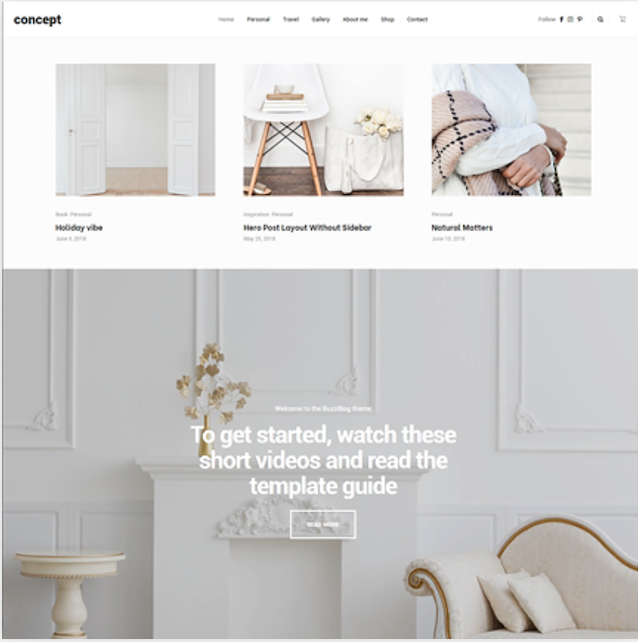 concept
Home Personal Travel Gallery About me Shop Contact
Follow
Book Personal
Holiday vibe
June 9, 2018
Inspiration Personal
Hero Post Layout Without Sidebar
May 25, 2018
Personal
Natural Matters
June 10, 2018
Welcome to the BuzzBlog theme
To get started, watch these
short videos and read the
template guide
READ MORE